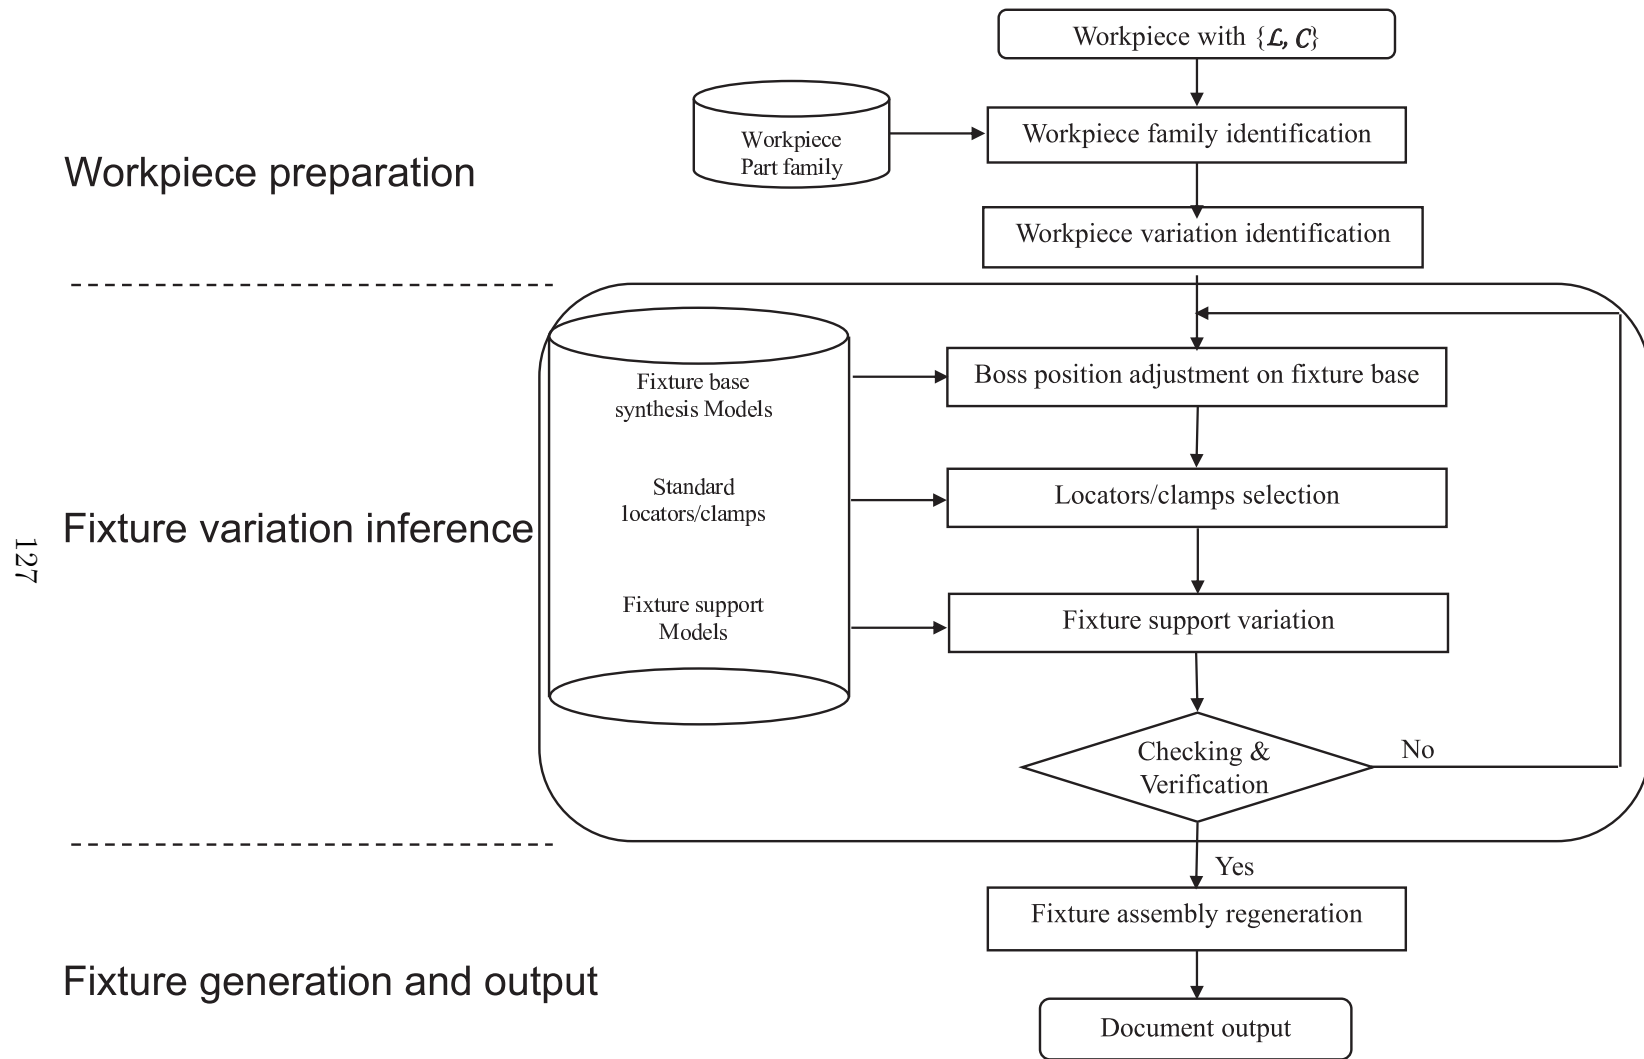 Workpiece with {ℒ, 𝒞}
Workpiece
Part family
Workpiece family identification
Workpiece preparation
Workpiece variation identification
Fixture base
synthesis Models
Boss position adjustment on fixture base
Standard
locators/clamps
Locators/clamps selection
Fixture variation inference
127
Fixture support
Models
Fixture support variation
Checking &
Verification
No
Yes
Fixture assembly regeneration
Fixture generation and output
Document output